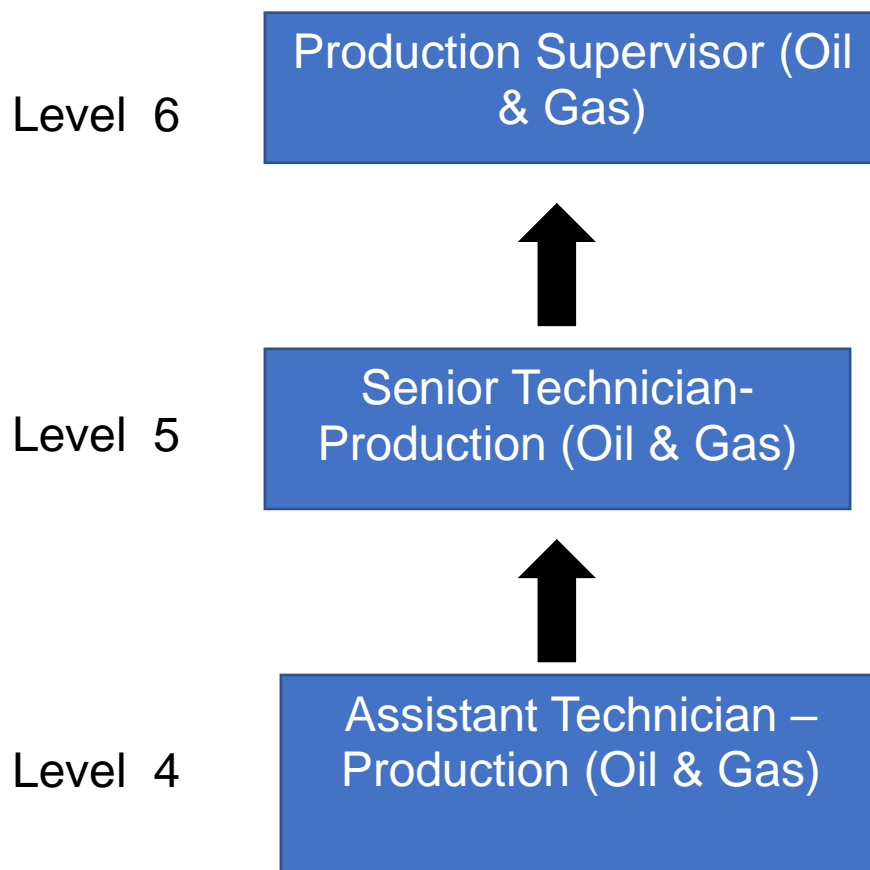 Production Supervisor (Oil
& Gas)
Level 6
Senior Technician-
Production (Oil & Gas)
Level 5
Assistant Technician –
Production (Oil & Gas)
Level 4